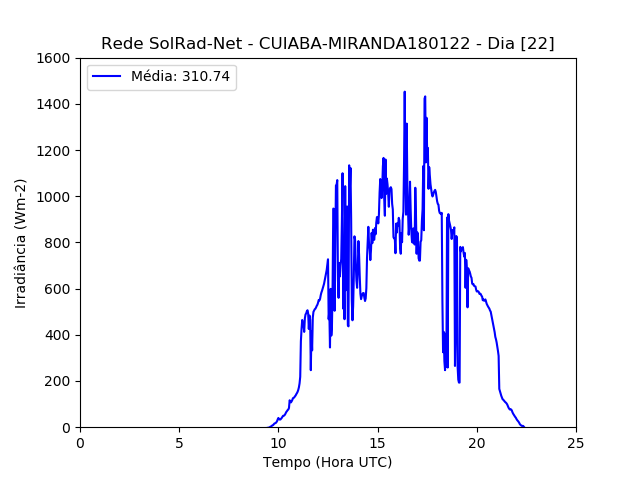 Rede SolRad-Net - CUIABA-MIRANDA180122 - Dia [22]
Média: 310.74
Irradiância (Wm-2)
1600
1400
1200
1000
800
600
400
200
0
0 5 10 15 20 25
Tempo (Hora UTC)